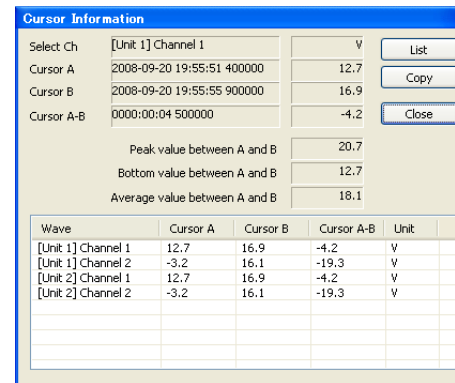 Cursor Information
Select Ch [Unit 1] Channel 1 V List
Cursor A 2008-09-20 19:55:51 400000 12.7 Copy
Cursor B 2008-09-20 19:55:55 900000 16.9
Cursor A-B 0000:00:04 500000 -4.2 Close
Peak value between A and B 20.7
Bottom value between A and B 12.7
Average value between A and B 18.1
Wave Cursor A Cursor B Cursor A-B Unit
[Unit 1] Channel 1 12.7 16.9 -4.2 V
[Unit 1] Channel 2 -3.2 16.1 -19.3 V
[Unit 2] Channel 1 12.7 16.9 -4.2 V
[Unit 2] Channel 2 -3.2 16.1 -19.3 V